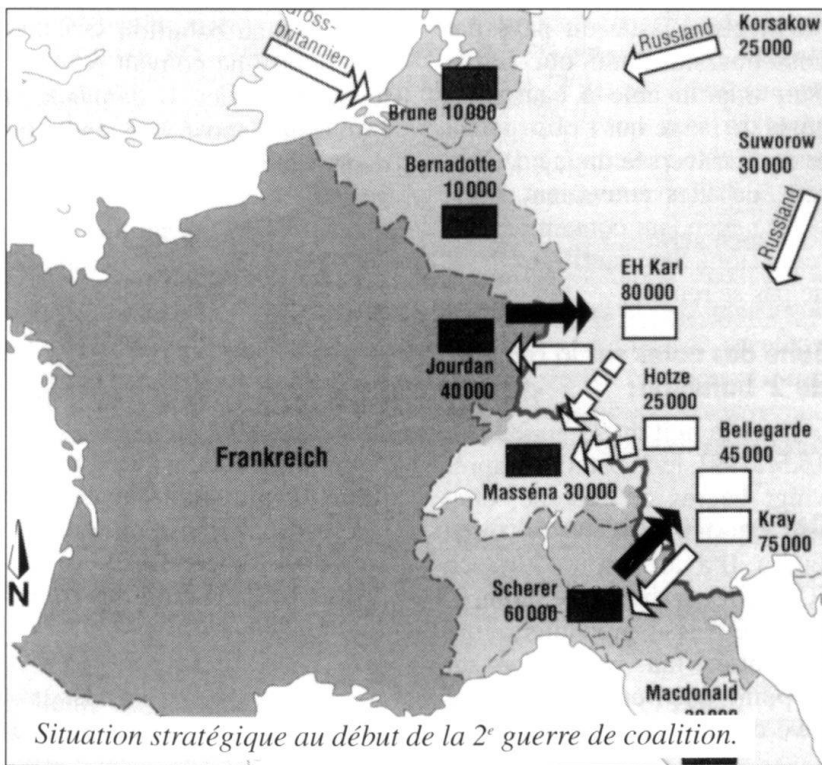 Gross-
britannien
Russland
Korsakow
25 000
Brune 10 000
Suworow
30 000
Russland
Bernadotte
10 000
EH Karl
80 000
Jourdan
40 000
Hotze
25 000
Bellegarde
45 000
Frankreich
Masséna 30 000
Kray
75 000
N
Scherer
60 000
Macdonald
Situation stratégique au début de la 2e guerre de coalition.